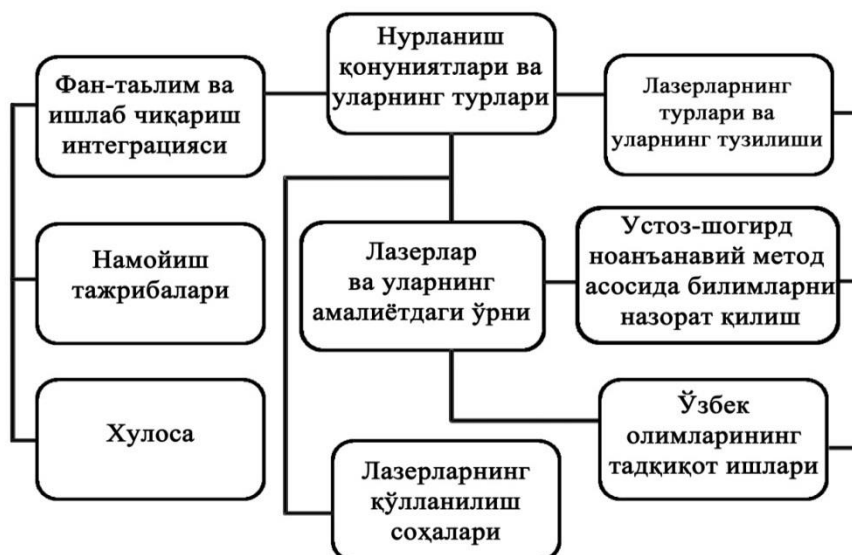 Нурланиш
қонуниятлари ва
уларнинг турлари
Фан-таьлим ва
ишлаб чиқариш
интеграцияси
Лазерларнинг
турлари ва
уларнинг тузилиши
Намойиш
тажрибалари
Лазерлар
ва уларнинг
амалиётдаги ўрни
Устоз-шогирд
ноанъанавий метод
асосида билимларни
назорат қилиш
Хулоса
Лазерларнинг
қўлланилиш
соҳалари
Ўзбек
олимларининг
тадқиқот ишлари